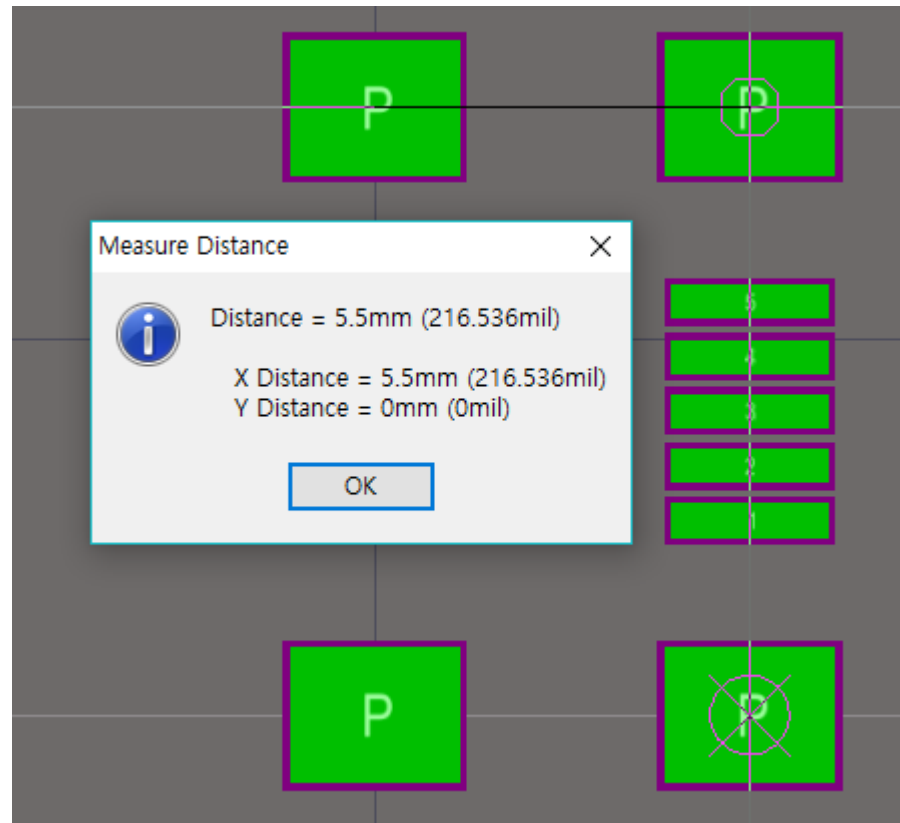 P P
Measure Distance
Distance = 5.5mm (216.536mil)
X Distance = 5.5mm (216.536mil)
Y Distance = 0mm (0mil)
OK
5
4
3
2
1
P P